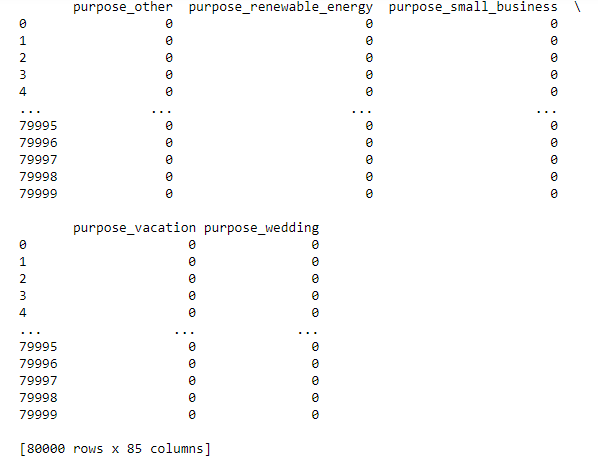 purpose_other  purpose_renewable_energy  purpose_small_business  \
0                  0                         0                       0
1                  0                         0                       0
2                  0                         0                       0
3                  0                         0                       0
4                  0                         0                       0
...              ...                       ...                     ...
79995              0                         0                       0
79996              0                         0                       0
79997              0                         0                       0
79998              0                         0                       0
79999              0                         0                       0

       purpose_vacation purpose_wedding
0                     0               0
1                     0               0
2                     0               0
3                     0               0
4                     0               0
...                 ...             ...
79995                 0               0
79996                 0               0
79997                 0               0
79998                 0               0
79999                 0               0

[80000 rows x 85 columns]